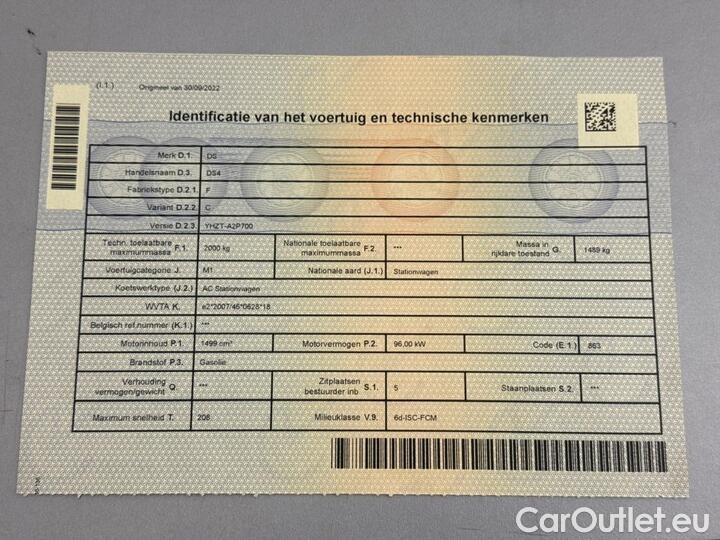 (I.1.) Origineel van 30/09/2022
Identificatie van het voertuig en technische kenmerken
Merk D.1. DS
Handelsnaam D.3. DS4
Fabriekstype D.2.1. F
Variant D.2.2. C
Versie D.2.3. YHZT-A2P700
Techn. toelaatbare maximummassa F.1. 2000 kg Nationale toelaatbare maximummassa F.2. *** Massa in rijklare toestand G. 1489 kg
Voertuigcategorie J. M1 Nationale aard (J.1.) Stationwagen
Koetswerktype (J.2.) AC Stationwagen
WVTA K. e2*2007/46*0628*18
Belgisch ref.nummer (K.1.) ***
Motorinhoud P.1. 1499 cm³ Motorvermogen P.2. 96,00 kW Code (E.1.) 863
Brandstof P.3. Gasolie
Verhouding vermogen/gewicht Q. *** Zitplaatsen bestuurder inb. S.1. 5 Staanplaatsen S.2. ***
Maximum snelheid T. 208 Milieuklasse V.9. 6d-ISC-FCM
CarOutlet.eu